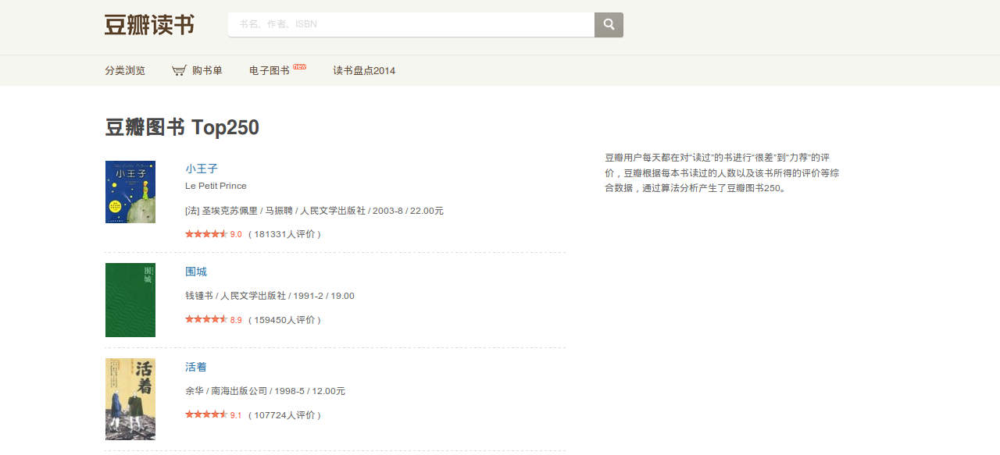 豆瓣读书
书名、作者、ISBN
分类浏览 购书单 电子图书 new 读书盘点2014
豆瓣图书 Top250
小王子
小王子
Le Petit Prince
[法] 圣埃克苏佩里 / 马振聘 / 人民文学出版社 / 2003-8 / 22.00元
9.0 ( 181331人评价 )
围城
围城
钱锺书 / 人民文学出版社 / 1991-2 / 19.00
8.9 ( 159450人评价 )
活着
活着
余华 / 南海出版公司 / 1998-5 / 12.00元
9.1 ( 107724人评价 )
豆瓣用户每天都在对“读过”的书进行“很差”到“力荐”的评
价，豆瓣根据每本书读过的人数以及该书所得的评价等综
合数据，通过算法分析产生了豆瓣图书250。